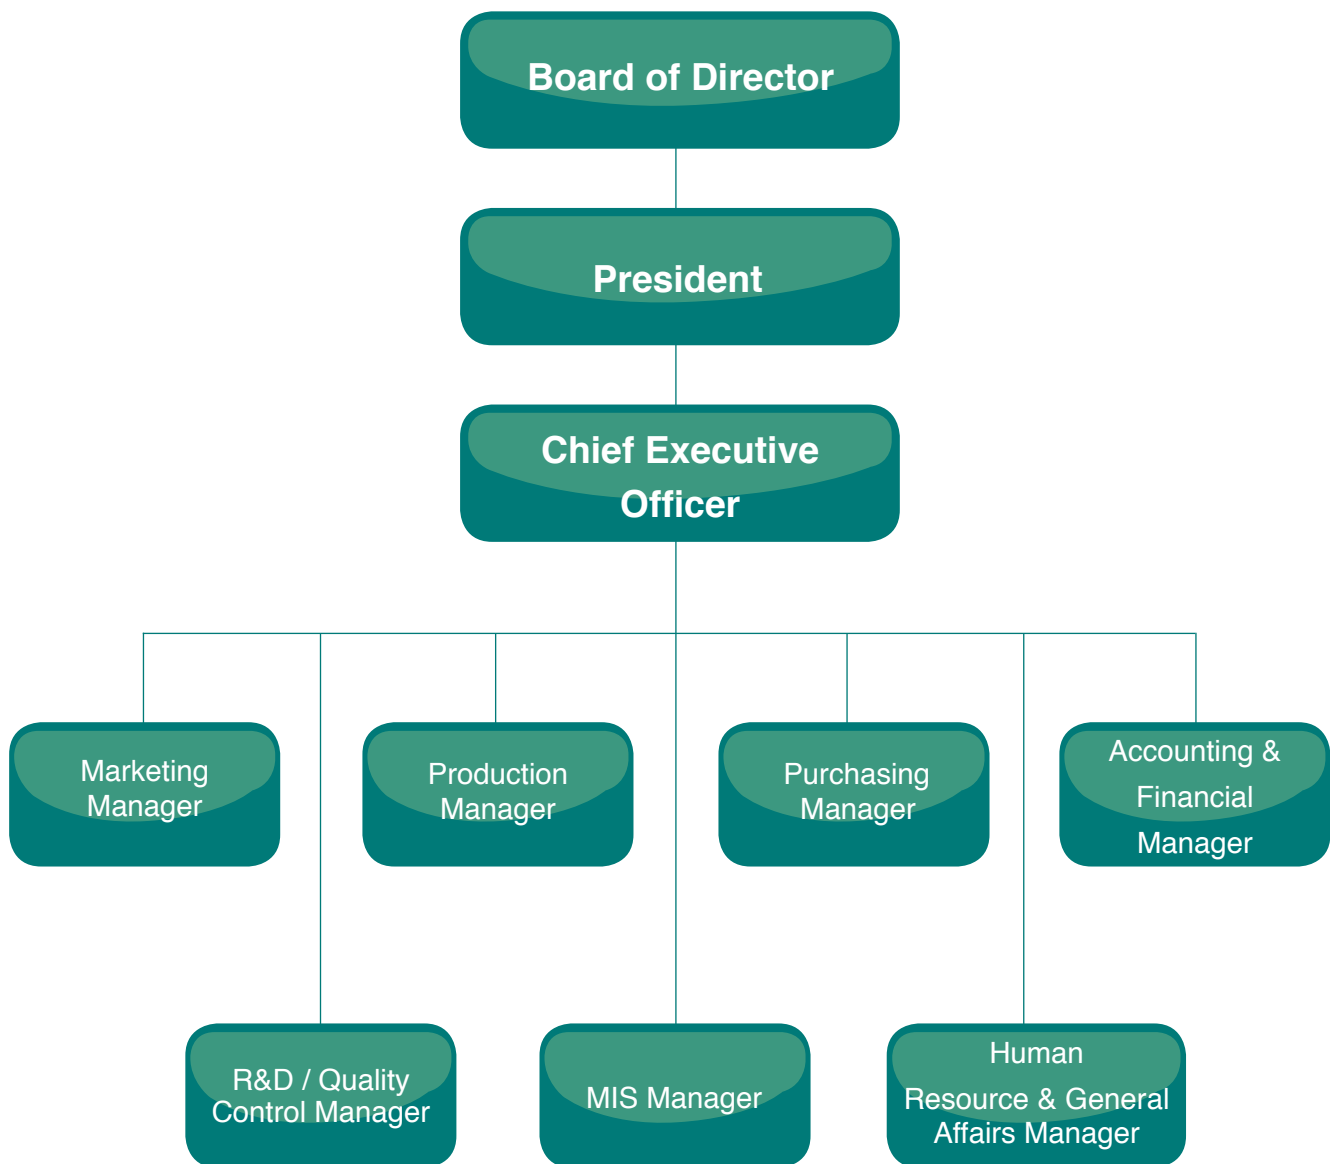 Board of Director
President
Chief Executive
Officer
Marketing
Manager
Production
Manager
Purchasing
Manager
Accounting &
Financial
Manager
R&D / Quality
Control Manager
MIS Manager
Human
Resource & General
Affairs Manager